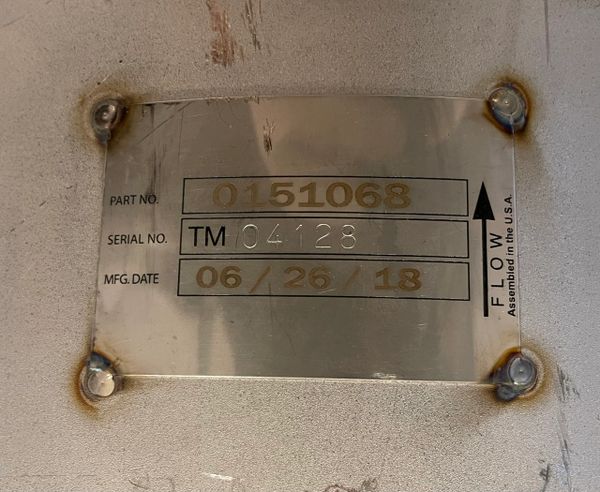 PART NO. 0151068
SERIAL NO. TM 04128
MFG. DATE 06 / 26 / 18
FLOW
Assembled in the U.S.A.